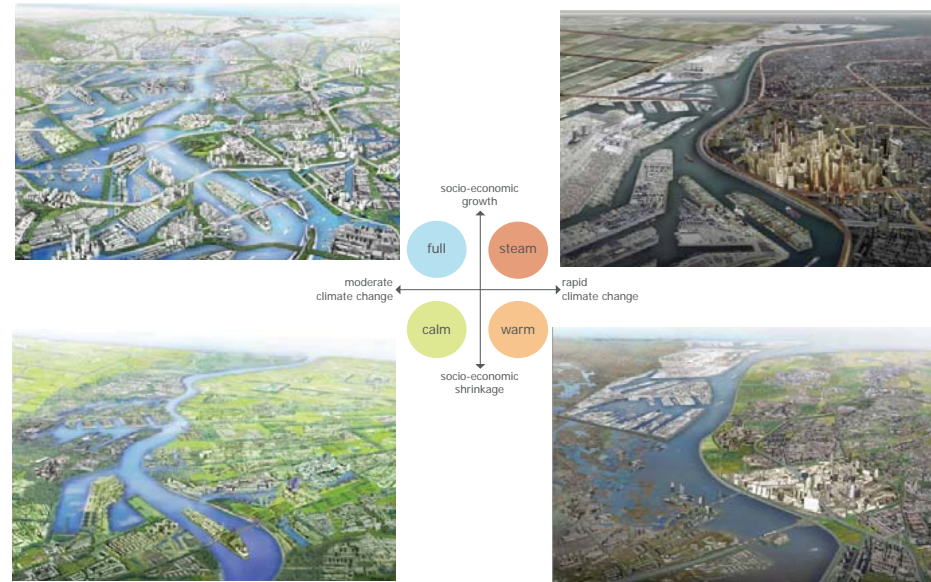 socio-economic
growth
full
steam
moderate
climate change
rapid
climate change
calm
warm
socio-economic
shrinkage